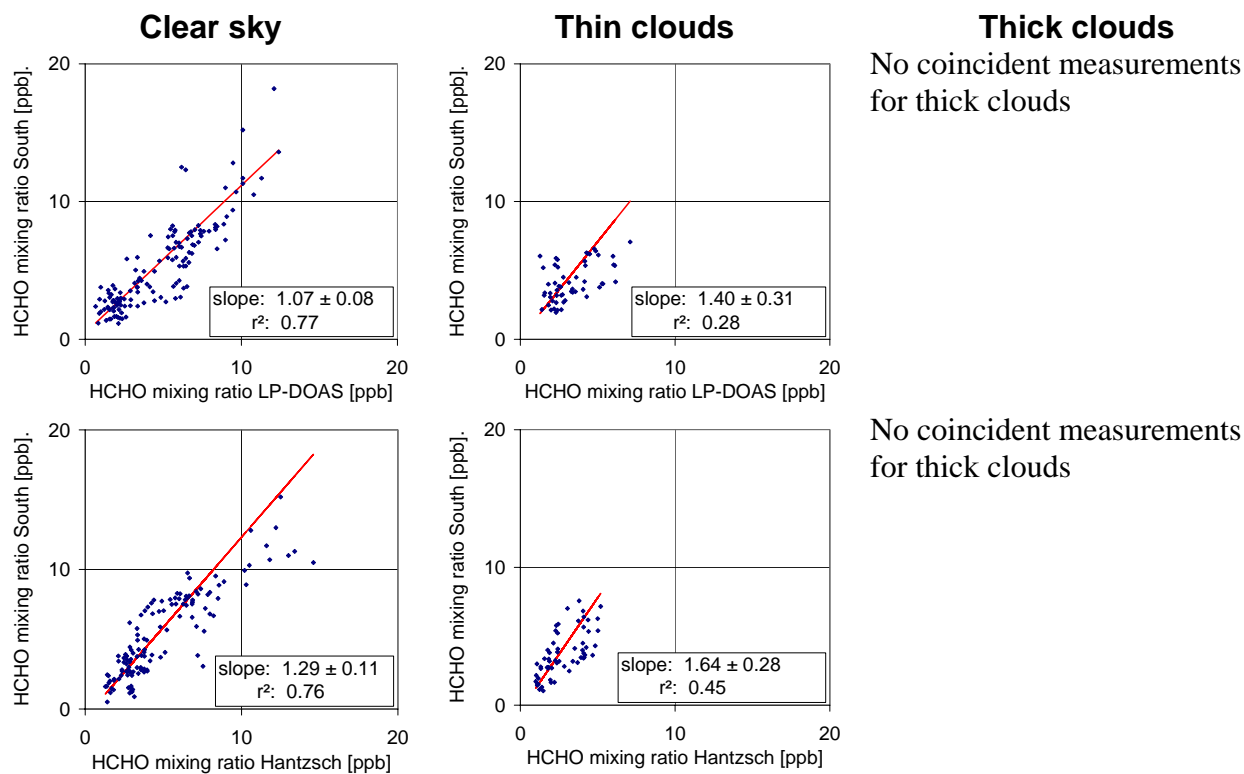 Clear sky
Thin clouds
Thick clouds
No coincident measurements
for thick clouds
HCHO mixing ratio South [ppb].
20
10
0
slope: 1.07 ± 0.08
r²: 0.77
0
10
20
HCHO mixing ratio LP-DOAS [ppb]
HCHO mixing ratio South [ppb].
20
10
0
slope: 1.40 ± 0.31
r²: 0.28
0
10
20
HCHO mixing ratio LP-DOAS [ppb]
No coincident measurements
for thick clouds
HCHO mixing ratio South [ppb].
20
10
0
slope: 1.29 ± 0.11
r²: 0.76
0
10
20
HCHO mixing ratio Hantzsch [ppb]
HCHO mixing ratio South [ppb].
20
10
0
slope: 1.64 ± 0.28
r²: 0.45
0
10
20
HCHO mixing ratio Hantzsch [ppb]